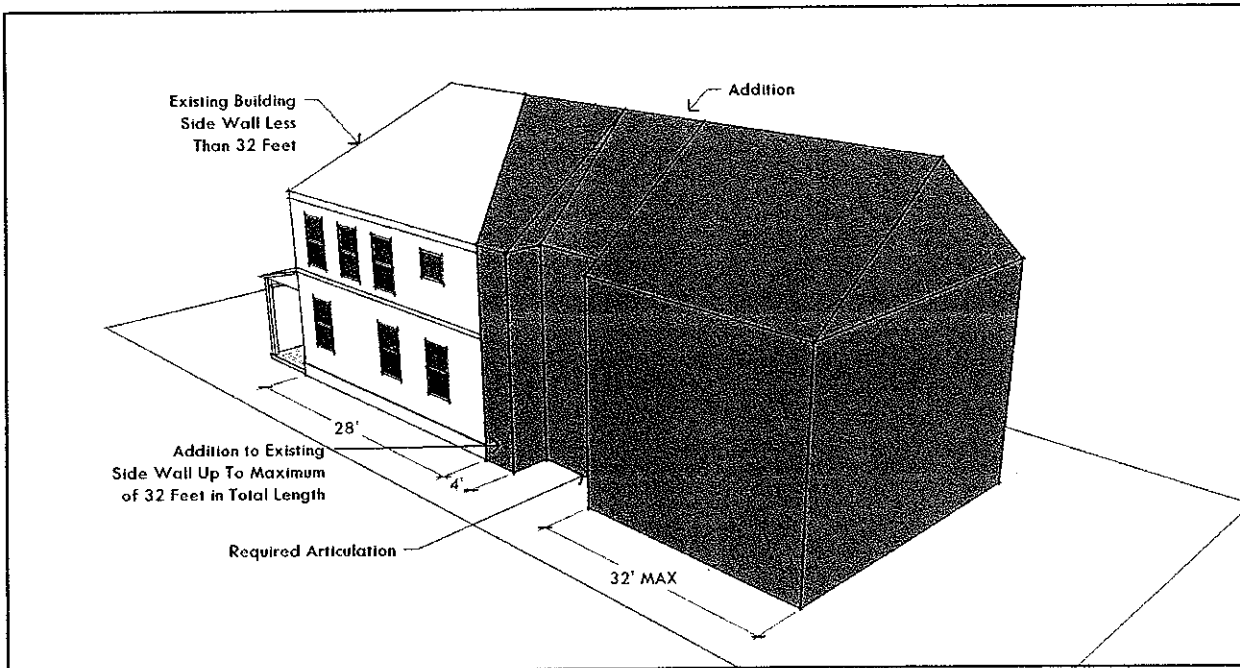 Existing Building
Side Wall Less
Than 32 Feet
Addition
28'
Addition to Existing
Side Wall Up To Maximum
of 32 Feet in Total Length
4'
Required Articulation
32' MAX